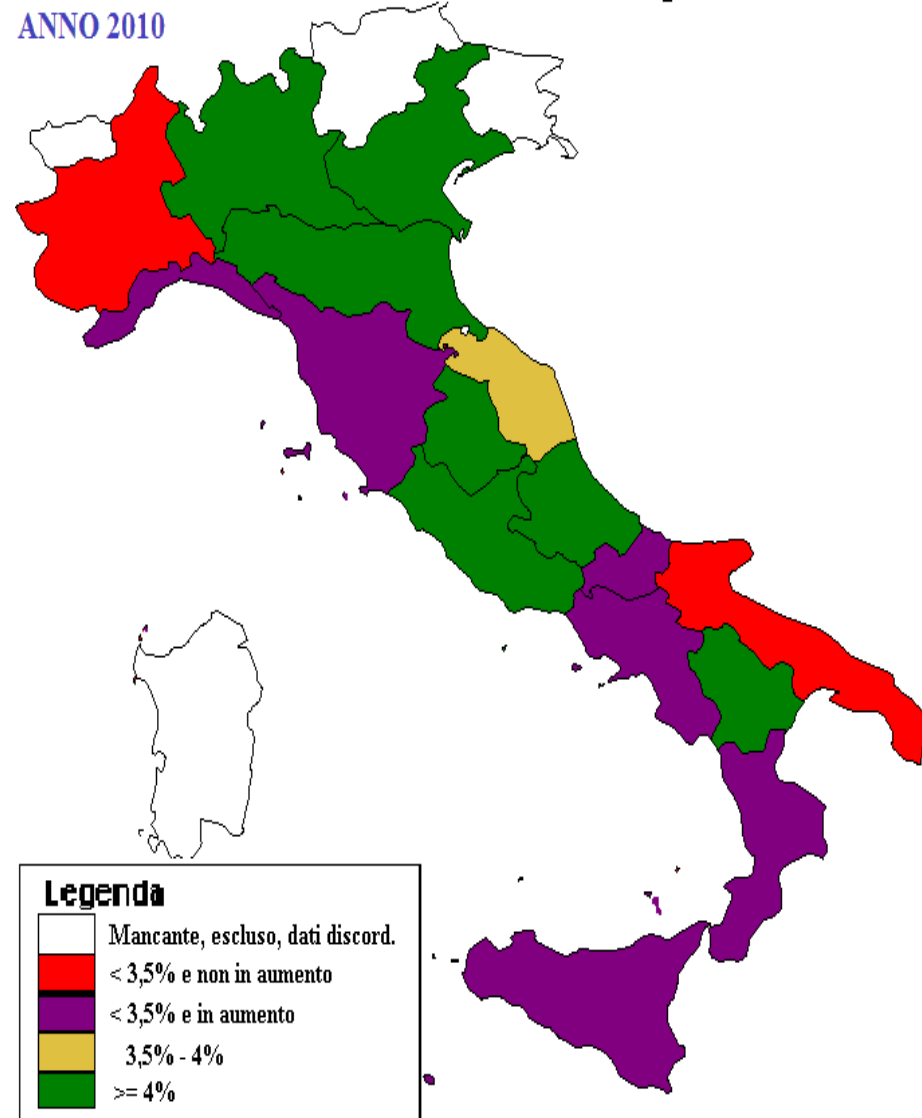 ANNO 2010
Legenda
Mancante, escluso, dati discord.
< 3,5% e non in aumento
< 3,5% e in aumento
3,5% - 4%
>= 4%